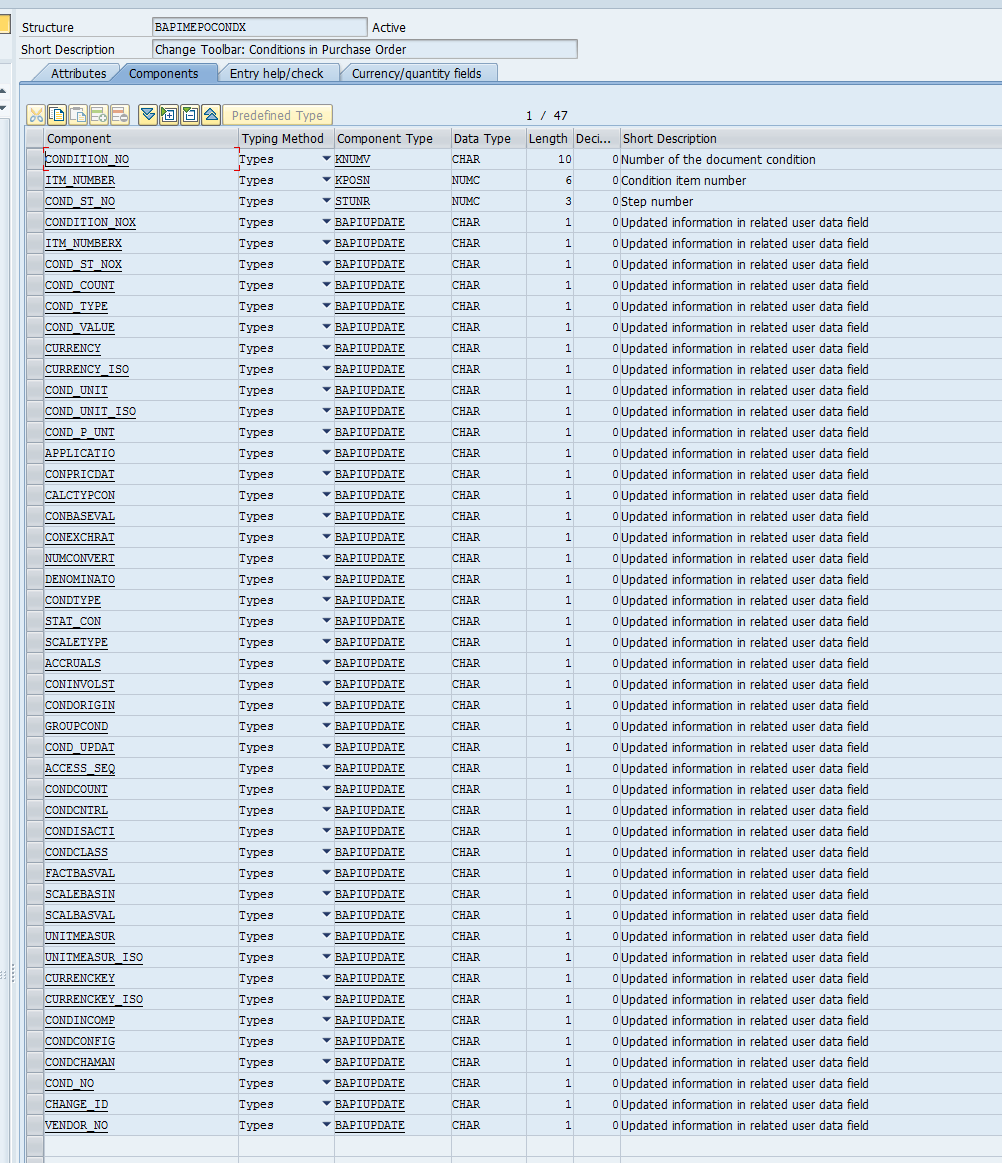 Structure BAPIMEPOCONDX Active
Short Description Change Toolbar: Conditions in Purchase Order
Attributes Components Entry help/check Currency/quantity fields
Predefined Type 1 / 47
Component Typing Method Component Type Data Type Length Deci... Short Description
CONDITION_NO Types KNUMV CHAR 10 0 Number of the document condition
ITM_NUMBER Types KPOSN NUMC 6 0 Condition item number
COND_ST_NO Types STUNR NUMC 3 0 Step number
CONDITION_NOX Types BAPIUPDATE CHAR 1 0 Updated information in related user data field
ITM_NUMBERX Types BAPIUPDATE CHAR 1 0 Updated information in related user data field
COND_ST_NOX Types BAPIUPDATE CHAR 1 0 Updated information in related user data field
COND_COUNT Types BAPIUPDATE CHAR 1 0 Updated information in related user data field
COND_TYPE Types BAPIUPDATE CHAR 1 0 Updated information in related user data field
COND_VALUE Types BAPIUPDATE CHAR 1 0 Updated information in related user data field
CURRENCY Types BAPIUPDATE CHAR 1 0 Updated information in related user data field
CURRENCY_ISO Types BAPIUPDATE CHAR 1 0 Updated information in related user data field
COND_UNIT Types BAPIUPDATE CHAR 1 0 Updated information in related user data field
COND_UNIT_ISO Types BAPIUPDATE CHAR 1 0 Updated information in related user data field
COND_P_UNT Types BAPIUPDATE CHAR 1 0 Updated information in related user data field
APPLICATIO Types BAPIUPDATE CHAR 1 0 Updated information in related user data field
CONPRICDAT Types BAPIUPDATE CHAR 1 0 Updated information in related user data field
CALCTYPCON Types BAPIUPDATE CHAR 1 0 Updated information in related user data field
CONBASEVAL Types BAPIUPDATE CHAR 1 0 Updated information in related user data field
CONEXCHRAT Types BAPIUPDATE CHAR 1 0 Updated information in related user data field
NUMCONVERT Types BAPIUPDATE CHAR 1 0 Updated information in related user data field
DENOMINATO Types BAPIUPDATE CHAR 1 0 Updated information in related user data field
CONDTYPE Types BAPIUPDATE CHAR 1 0 Updated information in related user data field
STAT_CON Types BAPIUPDATE CHAR 1 0 Updated information in related user data field
SCALETYPE Types BAPIUPDATE CHAR 1 0 Updated information in related user data field
ACCRUALS Types BAPIUPDATE CHAR 1 0 Updated information in related user data field
CONINVOLST Types BAPIUPDATE CHAR 1 0 Updated information in related user data field
CONDORIGIN Types BAPIUPDATE CHAR 1 0 Updated information in related user data field
GROUPCOND Types BAPIUPDATE CHAR 1 0 Updated information in related user data field
COND_UPDAT Types BAPIUPDATE CHAR 1 0 Updated information in related user data field
ACCESS_SEQ Types BAPIUPDATE CHAR 1 0 Updated information in related user data field
CONDCOUNT Types BAPIUPDATE CHAR 1 0 Updated information in related user data field
CONDCNTRL Types BAPIUPDATE CHAR 1 0 Updated information in related user data field
CONDISACTI Types BAPIUPDATE CHAR 1 0 Updated information in related user data field
CONDCLASS Types BAPIUPDATE CHAR 1 0 Updated information in related user data field
FACTBASVAL Types BAPIUPDATE CHAR 1 0 Updated information in related user data field
SCALEBASIN Types BAPIUPDATE CHAR 1 0 Updated information in related user data field
SCALBASVAL Types BAPIUPDATE CHAR 1 0 Updated information in related user data field
UNITMEASUR Types BAPIUPDATE CHAR 1 0 Updated information in related user data field
UNITMEASUR_ISO Types BAPIUPDATE CHAR 1 0 Updated information in related user data field
CURRENCKEY Types BAPIUPDATE CHAR 1 0 Updated information in related user data field
CURRENCKEY_ISO Types BAPIUPDATE CHAR 1 0 Updated information in related user data field
CONDINCOMP Types BAPIUPDATE CHAR 1 0 Updated information in related user data field
CONDCONFIG Types BAPIUPDATE CHAR 1 0 Updated information in related user data field
CONDCHAMAN Types BAPIUPDATE CHAR 1 0 Updated information in related user data field
COND_NO Types BAPIUPDATE CHAR 1 0 Updated information in related user data field
CHANGE_ID Types BAPIUPDATE CHAR 1 0 Updated information in related user data field
VENDOR_NO Types BAPIUPDATE CHAR 1 0 Updated information in related user data field